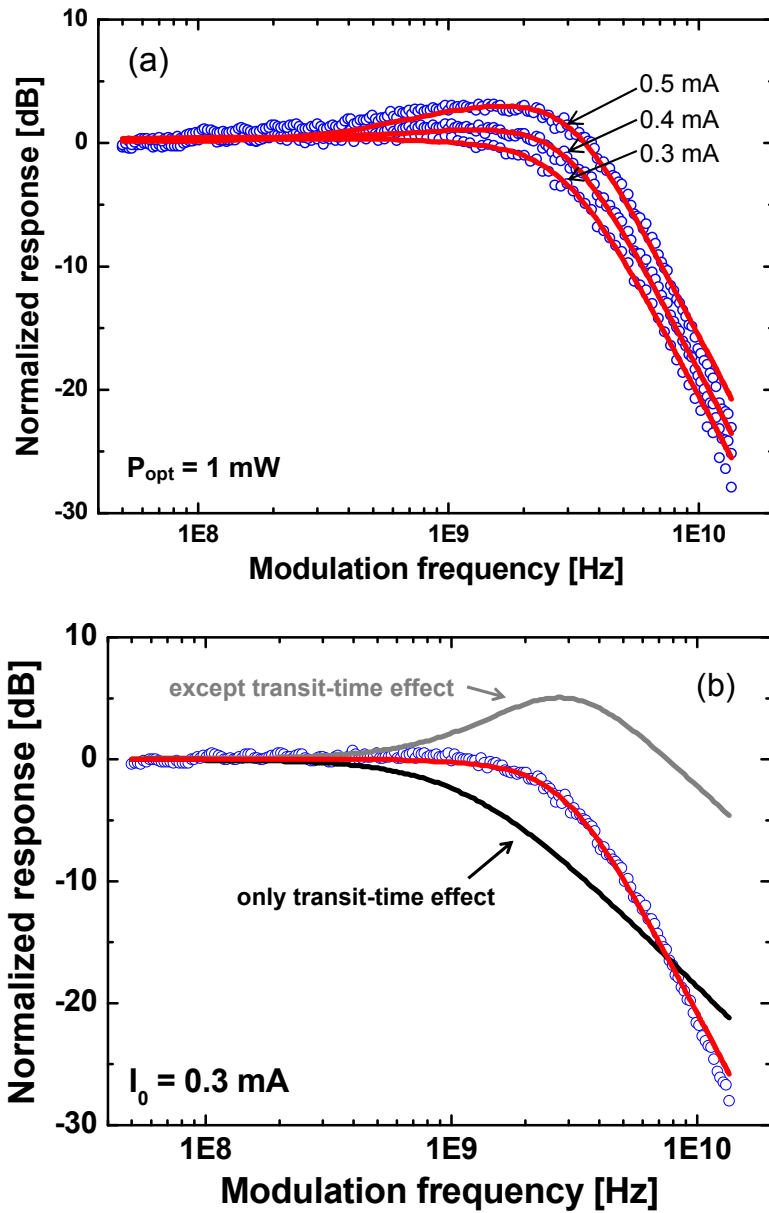 10
(a)
0.5 mA
0.4 mA
0
0.3 mA
-10
-20
P_opt = 1 mW
-30
1E8
1E9
1E10
Normalized response [dB]
Modulation frequency [Hz]
10
(b)
except transit-time effect
0
only transit-time effect
-10
-20
I_0 = 0.3 mA
-30
1E8
1E9
1E10
Normalized response [dB]
Modulation frequency [Hz]